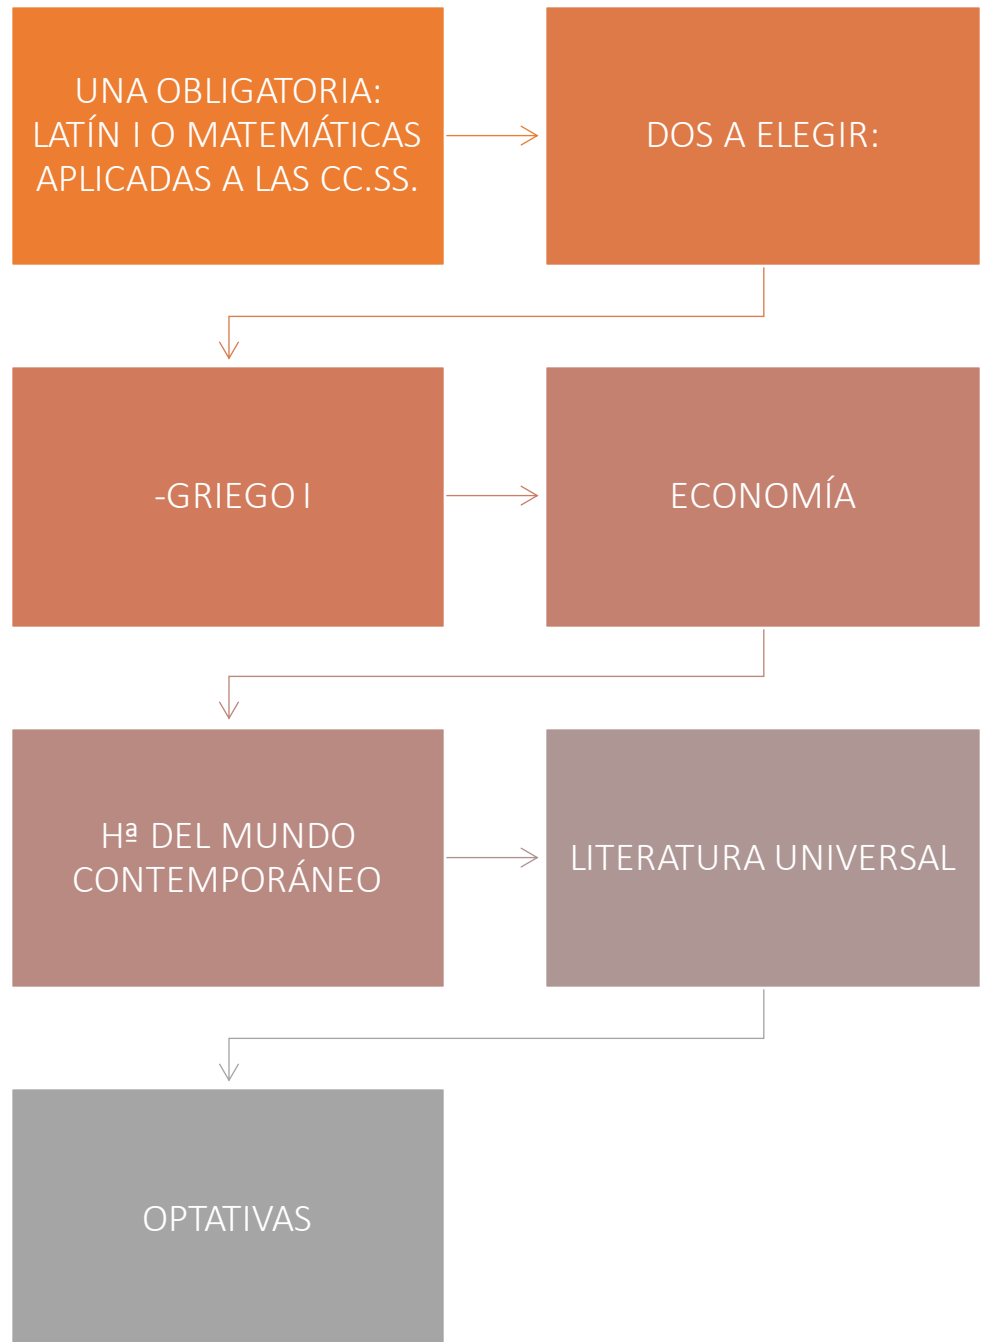 UNA OBLIGATORIA:
LATÍN I O MATEMÁTICAS
APLICADAS A LAS CC.SS.
DOS A ELEGIR:
-GRIEGO I
ECONOMÍA
Hª DEL MUNDO
CONTEMPORÁNEO
LITERATURA UNIVERSAL
OPTATIVAS